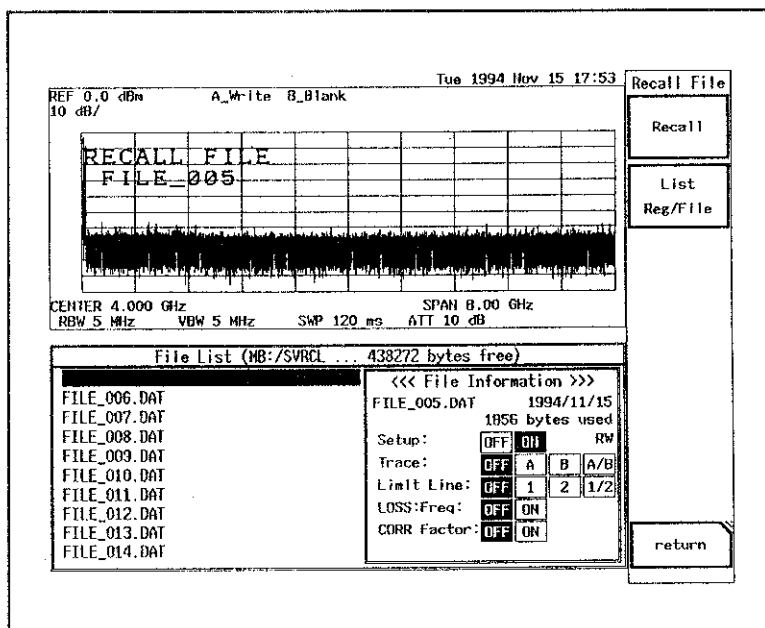 Tue 1994 Nov 15 17:53
REF 0.0 dBm A_Write B_Blank
10 dB/
RECALL FILE
FILE_005
CENTER 4.000 GHz SPAN 8.00 GHz
RBW 5 MHz VBW 5 MHz SWP 120 ms ATT 10 dB
File List (MB:/SVRCL ... 438272 bytes free)
FILE_006.DAT
FILE_007.DAT
FILE_008.DAT
FILE_009.DAT
FILE_010.DAT
FILE_011.DAT
FILE_012.DAT
FILE_013.DAT
FILE_014.DAT
<<< File Information >>>
FILE_005.DAT 1994/11/15
1856 bytes used
Setup: OFF ON RW
Trace: OFF A B A/B
Limit Line: OFF 1 2 1/2
LOSS:Freq: OFF ON
CORR Factor: OFF ON
Recall File
Recall
List
Reg/File
return